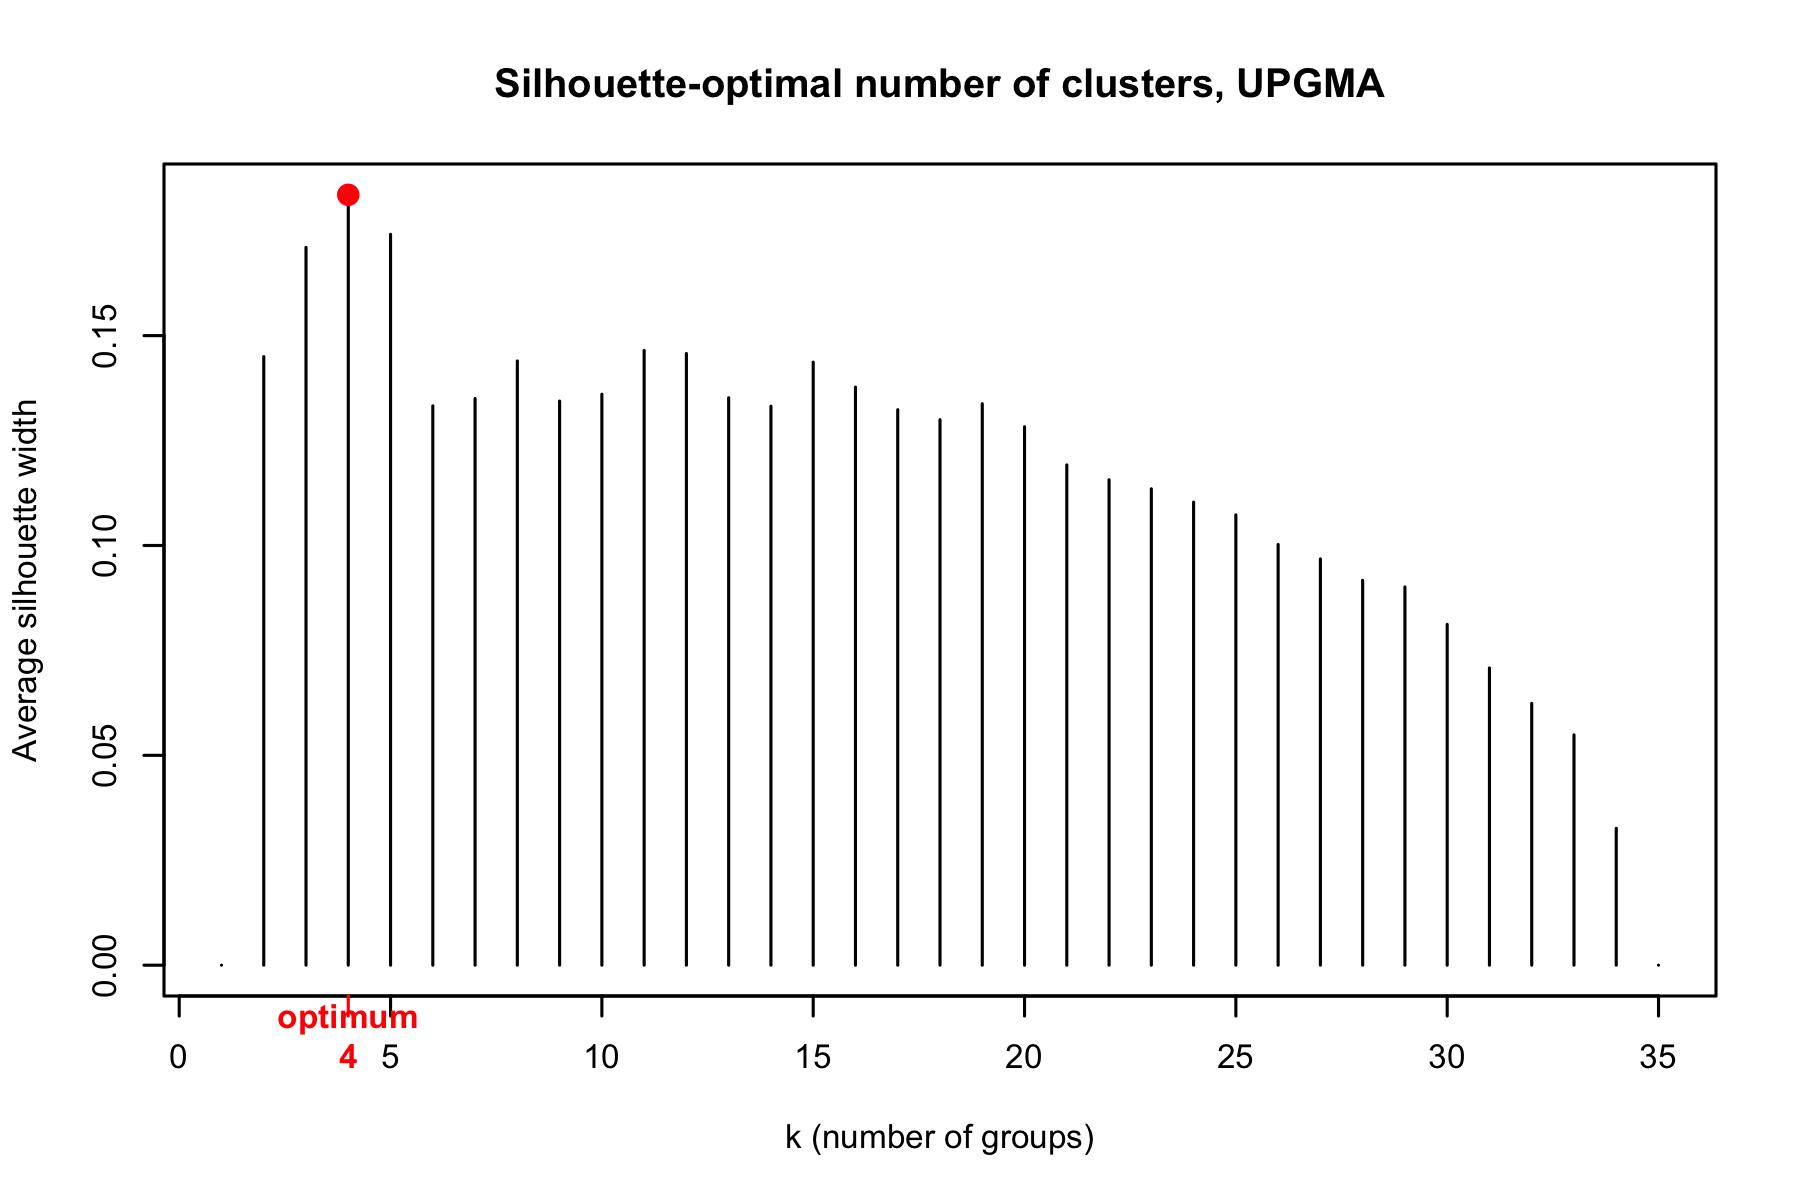 Silhouette-optimal number of clusters, UPGMA
Average silhouette width
0.15
0.10
0.05
0.00
optimum
0 4 5 10 15 20 25 30 35
k (number of groups)